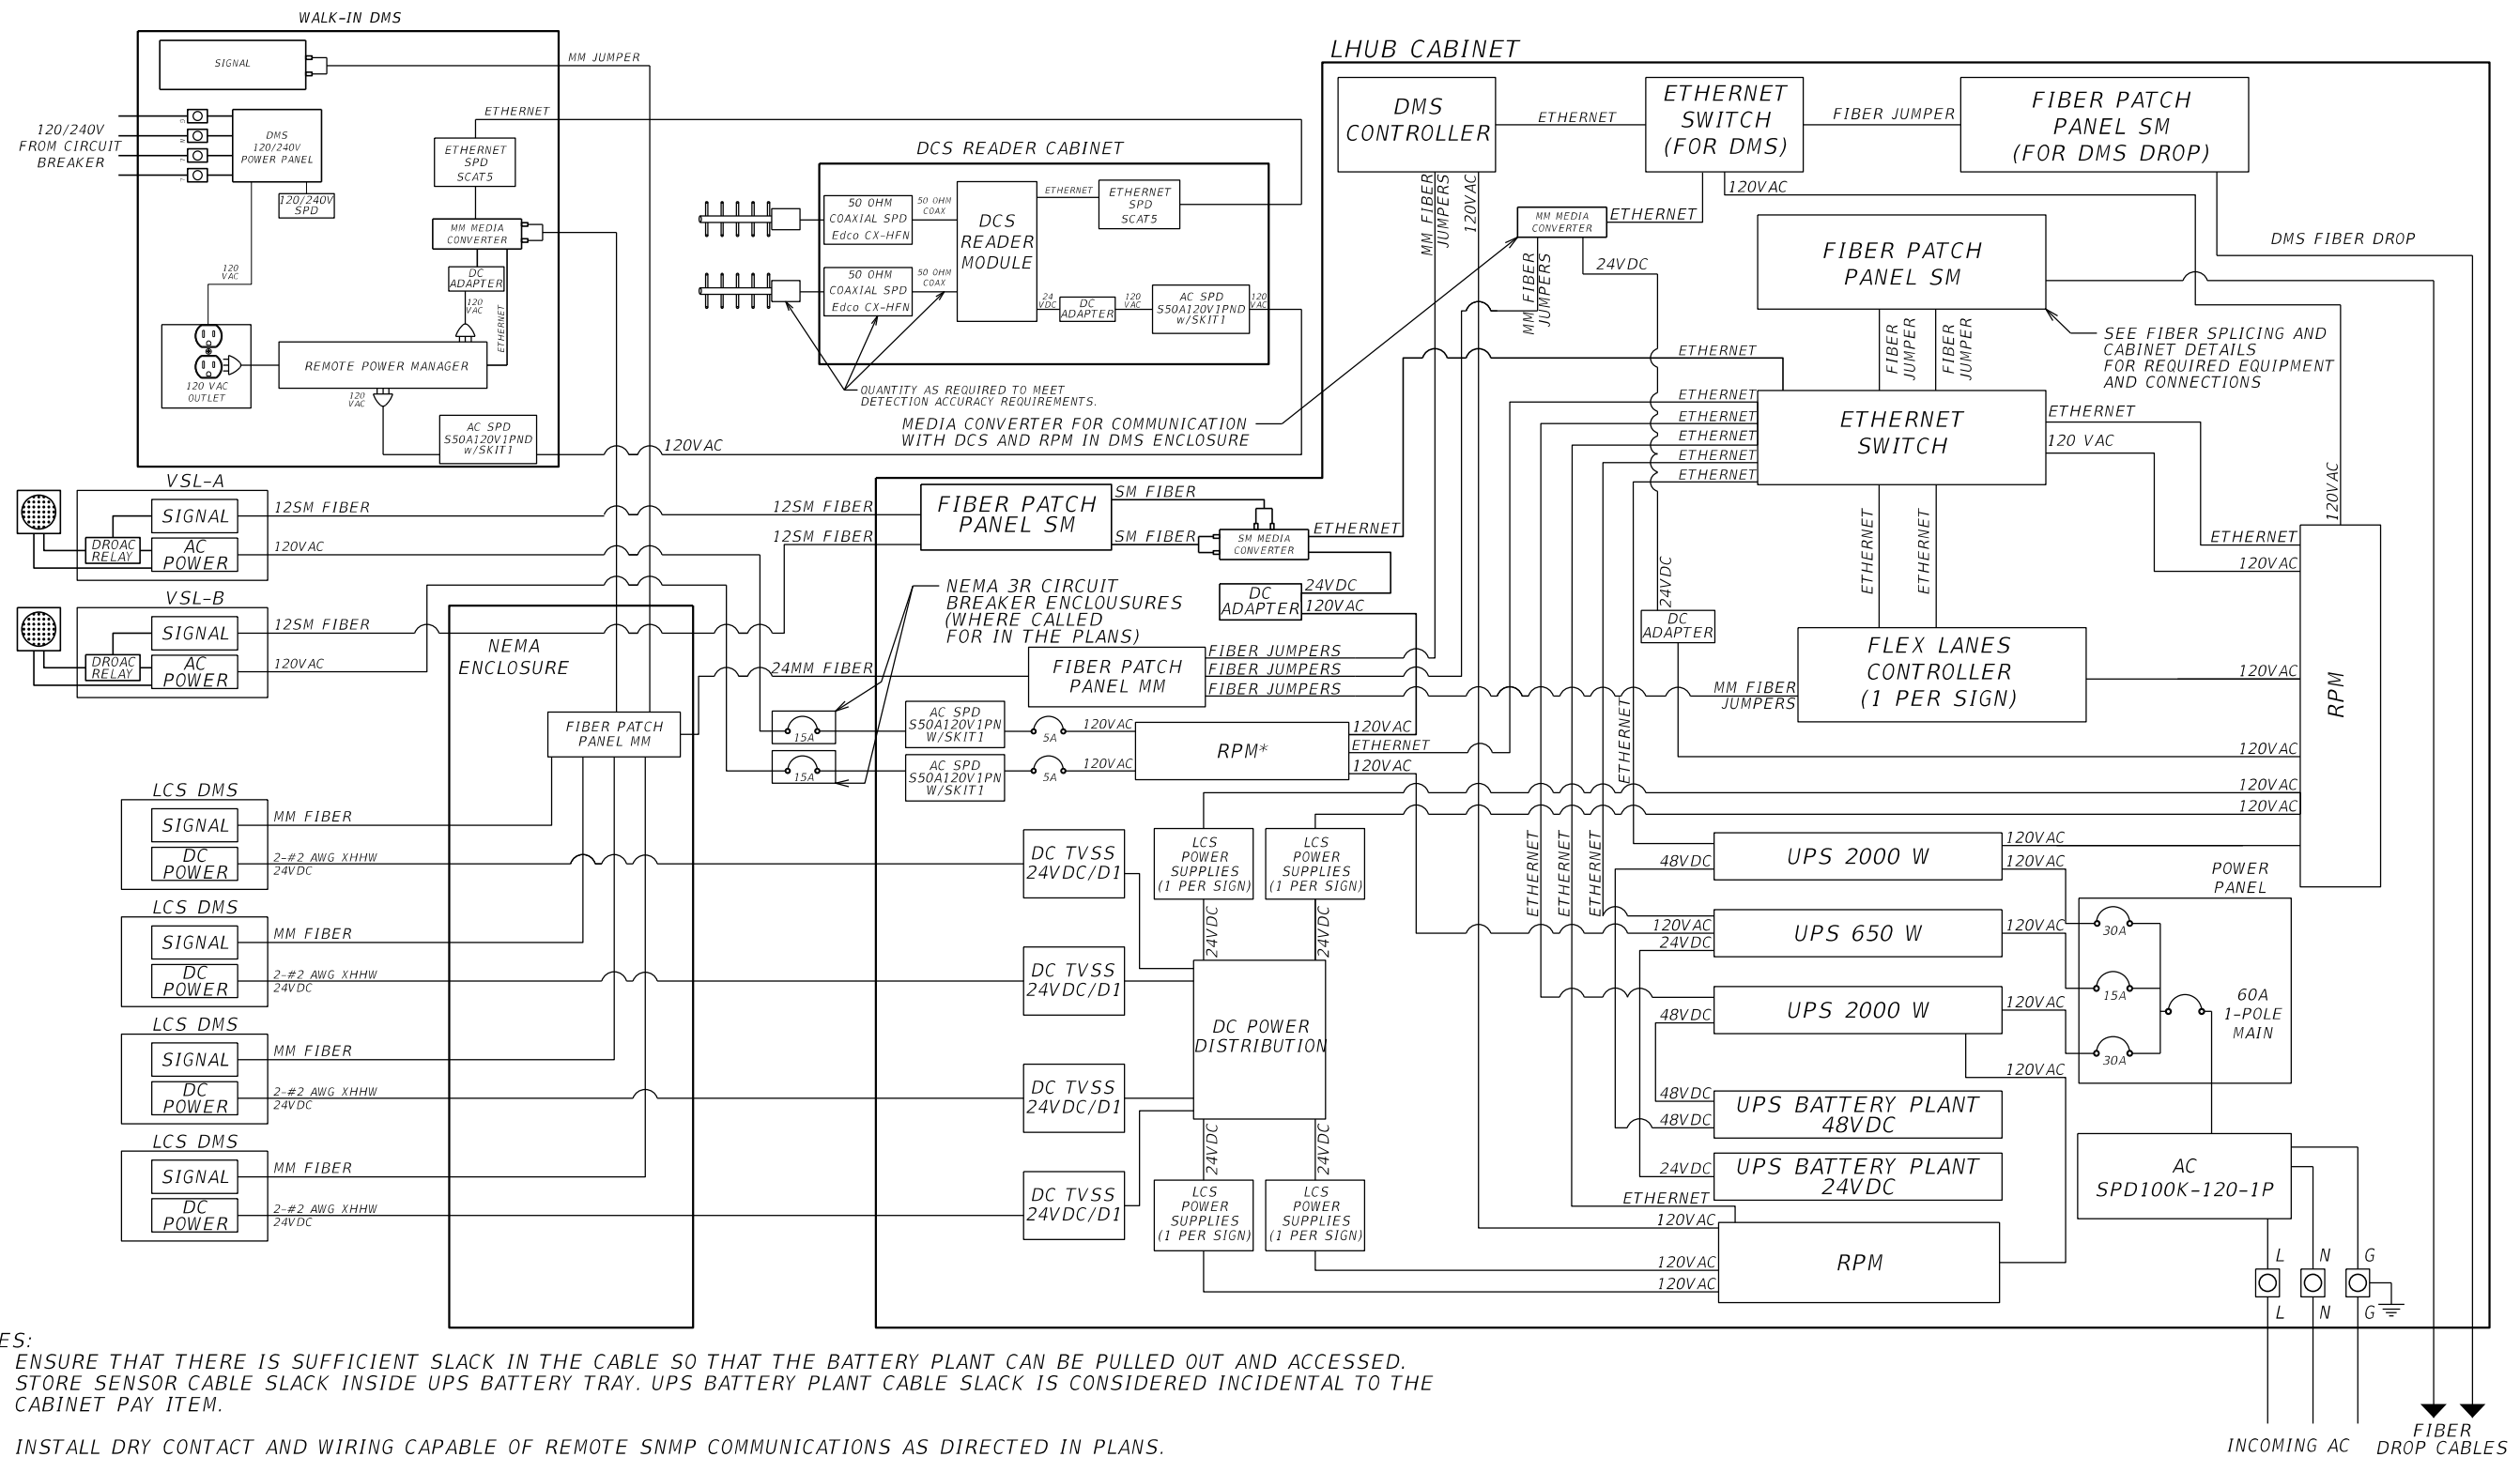 WALK-IN DMS
SIGNAL
MM JUMPER
120/240V
FROM CIRCUIT
BREAKER
DMS
120/240V
POWER PANEL
120/240V
SPD
ETHERNET
ETHERNET
SPD
SCAT5
MM MEDIA
CONVERTER
DC
ADAPTER
120
VAC
ETHERNET
120
VAC
120 VAC
OUTLET
REMOTE POWER MANAGER
120
VAC
AC SPD
S50A120V1PND
w/SKIT1
120VAC
DCS READER CABINET
50 OHM
COAXIAL SPD
Edco CX-HFN
50 OHM
COAX
50 OHM
COAXIAL SPD
Edco CX-HFN
50 OHM
COAX
DCS
READER
MODULE
ETHERNET
ETHERNET
SPD
SCAT5
24
VDC
DC
ADAPTER
120
VAC
AC SPD
S50A120V1PND
w/SKIT1
120
VAC
QUANTITY AS REQUIRED TO MEET
DETECTION ACCURACY REQUIREMENTS.
MEDIA CONVERTER FOR COMMUNICATION
WITH DCS AND RPM IN DMS ENCLOSURE
LHUB CABINET
DMS
CONTROLLER
ETHERNET
ETHERNET
SWITCH
(FOR DMS)
FIBER JUMPER
FIBER PATCH
PANEL SM
(FOR DMS DROP)
MM FIBER
JUMPERS
120VAC
MM MEDIA
CONVERTER
ETHERNET
120VAC
24VDC
MM FIBER
JUMPERS
FIBER PATCH
PANEL SM
DMS FIBER DROP
FIBER
JUMPER
FIBER
JUMPER
SEE FIBER SPLICING AND
CABINET DETAILS
FOR REQUIRED EQUIPMENT
AND CONNECTIONS
ETHERNET
ETHERNET
ETHERNET
ETHERNET
ETHERNET
ETHERNET
ETHERNET
SWITCH
ETHERNET
120 VAC
120VAC
ETHERNET
ETHERNET
ETHERNET
120VAC
RPM
VSL-A
SIGNAL
DROAC
RELAY
AC
POWER
12SM FIBER
120VAC
VSL-B
SIGNAL
DROAC
RELAY
AC
POWER
12SM FIBER
120VAC
12SM FIBER
12SM FIBER
FIBER PATCH
PANEL SM
SM FIBER
SM FIBER
SM MEDIA
CONVERTER
ETHERNET
24VDC
120VAC
DC
ADAPTER
24VDC
DC
ADAPTER
NEMA 3R CIRCUIT
BREAKER ENCLOUSURES
(WHERE CALLED
FOR IN THE PLANS)
NEMA
ENCLOSURE
24MM FIBER
FIBER PATCH
PANEL MM
FIBER JUMPERS
FIBER JUMPERS
FIBER JUMPERS
MM FIBER
JUMPERS
FLEX LANES
CONTROLLER
(1 PER SIGN)
120VAC
FIBER PATCH
PANEL MM
15A
AC SPD
S50A120V1PN
W/SKIT1
5A
120VAC
15A
AC SPD
S50A120V1PN
W/SKIT1
5A
120VAC
RPM*
120VAC
ETHERNET
120VAC
ETHERNET
120VAC
120VAC
120VAC
LCS DMS
SIGNAL
DC
POWER
MM FIBER
2-#2 AWG XHHW
24VDC
LCS DMS
SIGNAL
DC
POWER
MM FIBER
2-#2 AWG XHHW
24VDC
LCS DMS
SIGNAL
DC
POWER
MM FIBER
2-#2 AWG XHHW
24VDC
LCS DMS
SIGNAL
DC
POWER
MM FIBER
2-#2 AWG XHHW
24VDC
DC TVSS
24VDC/D1
DC TVSS
24VDC/D1
DC TVSS
24VDC/D1
DC TVSS
24VDC/D1
LCS
POWER
SUPPLIES
(1 PER SIGN)
LCS
POWER
SUPPLIES
(1 PER SIGN)
24VDC
24VDC
DC POWER
DISTRIBUTION
24VDC
24VDC
LCS
POWER
SUPPLIES
(1 PER SIGN)
LCS
POWER
SUPPLIES
(1 PER SIGN)
ETHERNET
ETHERNET
ETHERNET
48VDC
UPS 2000 W
120VAC
120VAC
120VAC
24VDC
UPS 650 W
120VAC
48VDC
UPS 2000 W
120VAC
120VAC
48VDC
48VDC
UPS BATTERY PLANT
48VDC
24VDC
UPS BATTERY PLANT
24VDC
ETHERNET
120VAC
120VAC
120VAC
RPM
POWER
PANEL
30A
15A
30A
60A
1-POLE
MAIN
AC
SPD100K-120-1P
L
N
G
L
N
G
INCOMING AC
FIBER
DROP CABLES
ES:
ENSURE THAT THERE IS SUFFICIENT SLACK IN THE CABLE SO THAT THE BATTERY PLANT CAN BE PULLED OUT AND ACCESSED.
STORE SENSOR CABLE SLACK INSIDE UPS BATTERY TRAY. UPS BATTERY PLANT CABLE SLACK IS CONSIDERED INCIDENTAL TO THE
CABINET PAY ITEM.
INSTALL DRY CONTACT AND WIRING CAPABLE OF REMOTE SNMP COMMUNICATIONS AS DIRECTED IN PLANS.